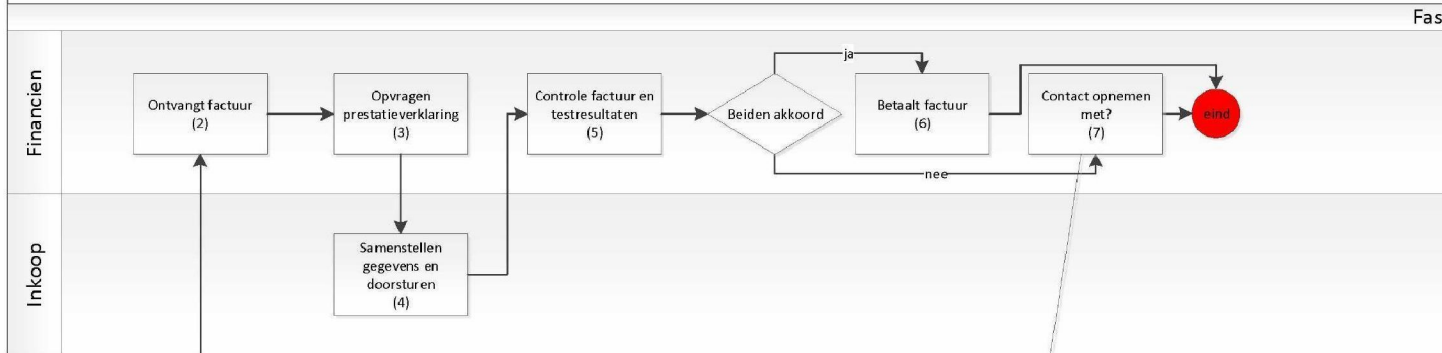 Fas
Financien
Ontvangt factuur
(2)
Opvragen
prestatieverklaring
(3)
Controle factuur en
testresultaten
(5)
Beiden akkoord
ja
nee
Betaalt factuur
(6)
Contact opnemen
met?
(7)
eind
Inkoop
Samenstellen
gegevens en
doorsturen
(4)